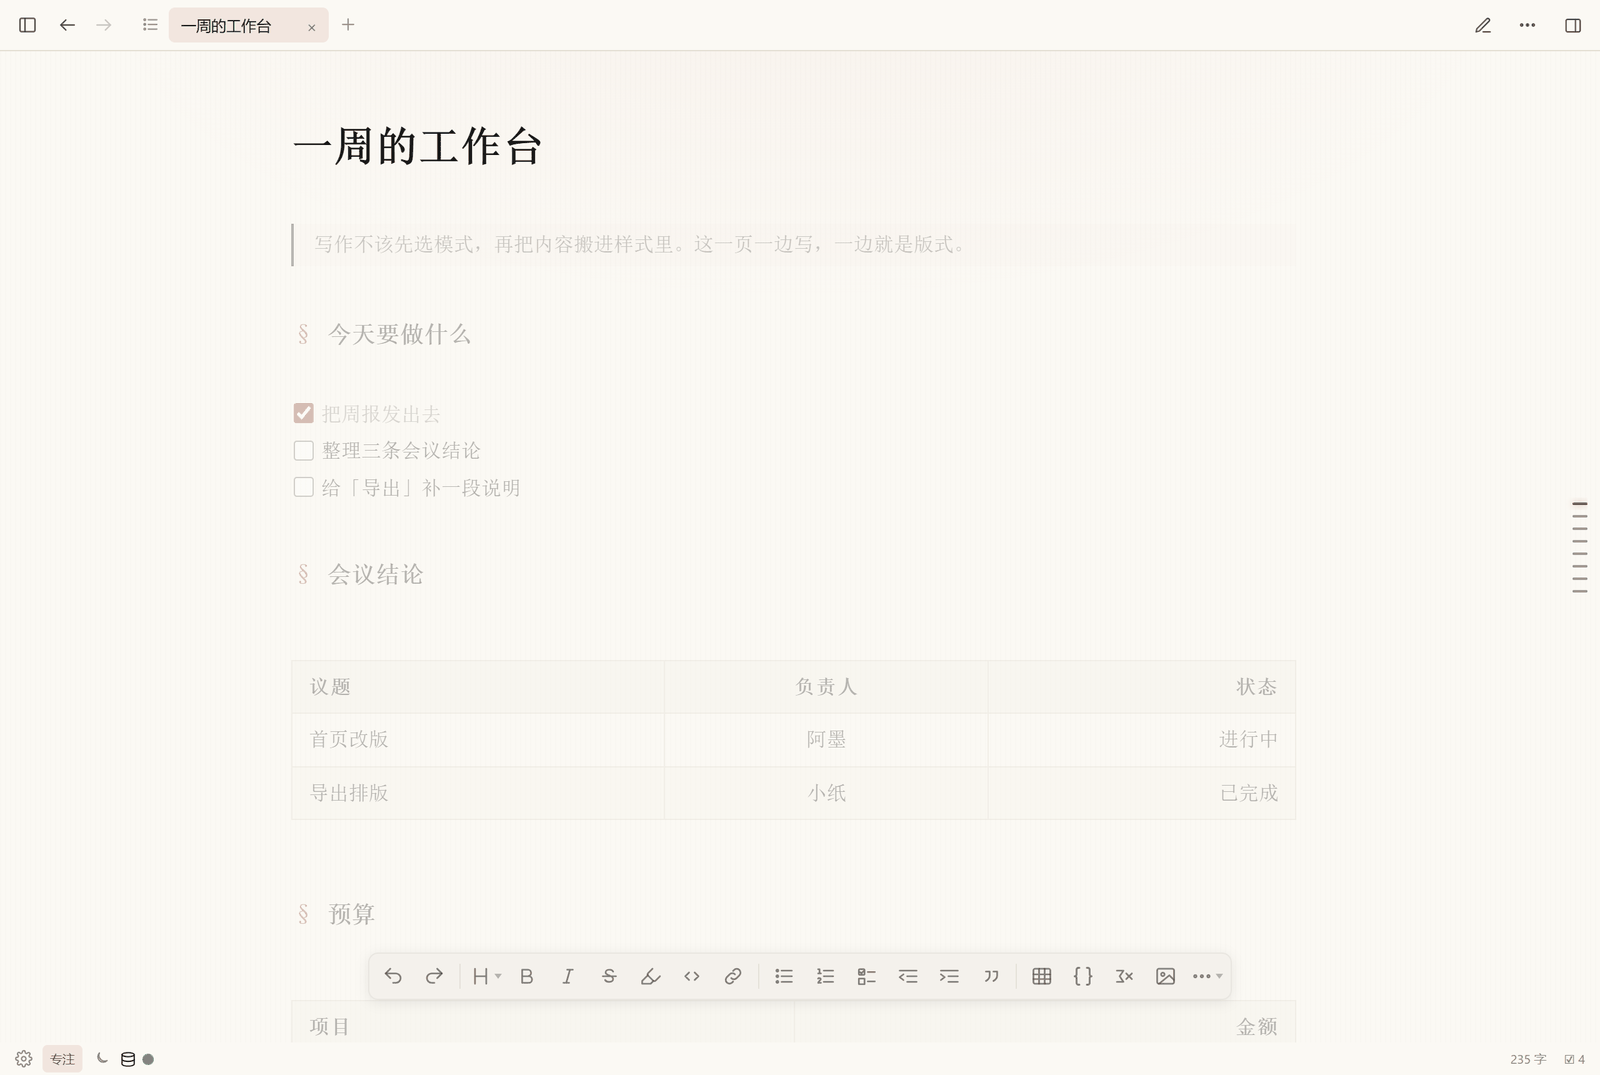 一周的工作台
一周的工作台
写作不该先选模式，再把内容搬进样式里。这一页一边写，一边就是版式。
§ 今天要做什么
把周报发出去
整理三条会议结论
给「导出」补一段说明
§ 会议结论
议题 负责人 状态
首页改版 阿墨 进行中
导出排版 小纸 已完成
§ 预算
项目 金额
专注 235 字 4